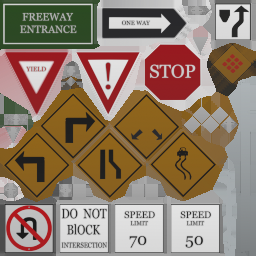 FREEWAY
ENTRANCE
ONE WAY
YIELD
STOP
DO NOT
BLOCK
INTERSECTION
SPEED
LIMIT
70
SPEED
LIMIT
50